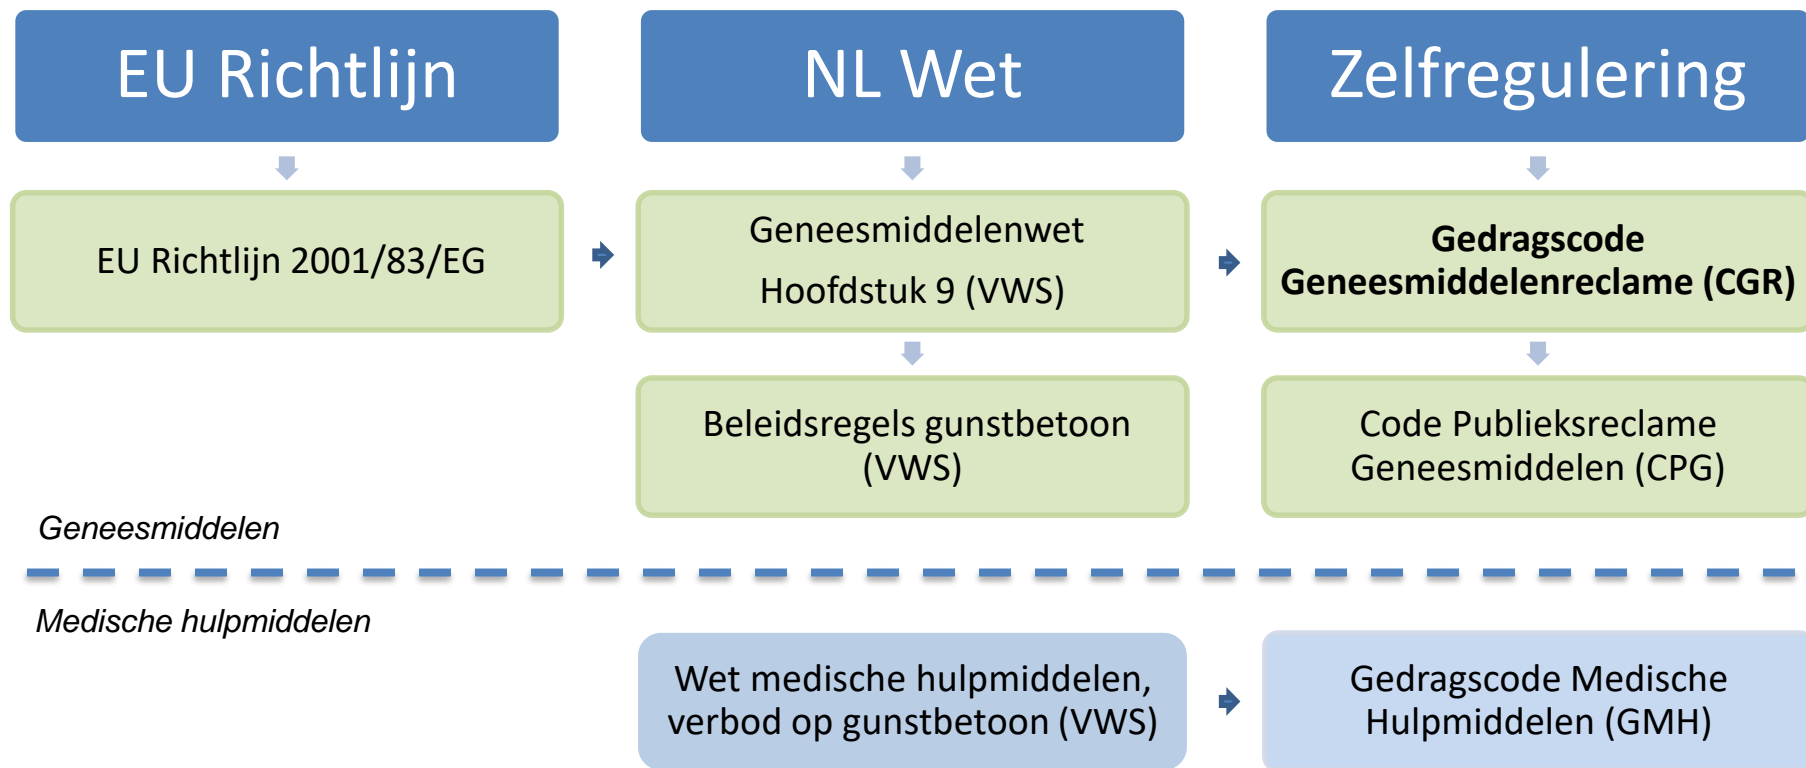 EU Richtlijn
NL Wet
Zelfregulering
EU Richtlijn 2001/83/EG
Geneesmiddelenwet
Hoofdstuk 9 (VWS)
Gedragscode
Geneesmiddelenreclame (CGR)
Beleidsregels gunstbetoon
(VWS)
Code Publieksreclame
Geneesmiddelen (CPG)
Geneesmiddelen
Medische hulpmiddelen
Wet medische hulpmiddelen,
verbod op gunstbetoon (VWS)
Gedragscode Medische
Hulpmiddelen (GMH)